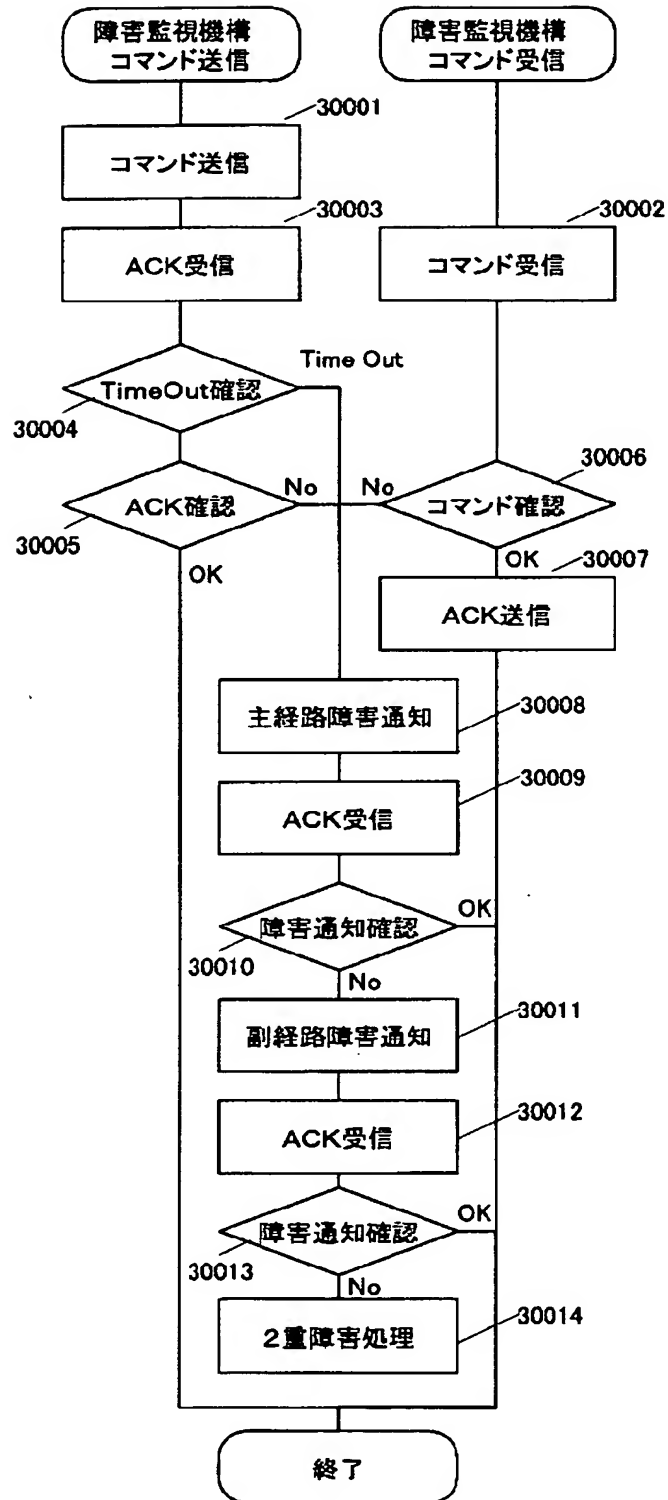 障害監視機構
コマンド送信
障害監視機構
コマンド受信
30001
コマンド送信
30003
ACK受信
30002
コマンド受信
Time Out
TimeOut確認
30004
30006
ACK確認
No
No
コマンド確認
30005
OK
OK
30007
ACK送信
主経路障害通知
30008
30009
ACK受信
障害通知確認
OK
30010
No
30011
副経路障害通知
30012
ACK受信
OK
障害通知確認
30013
No
30014
2重障害処理
終了